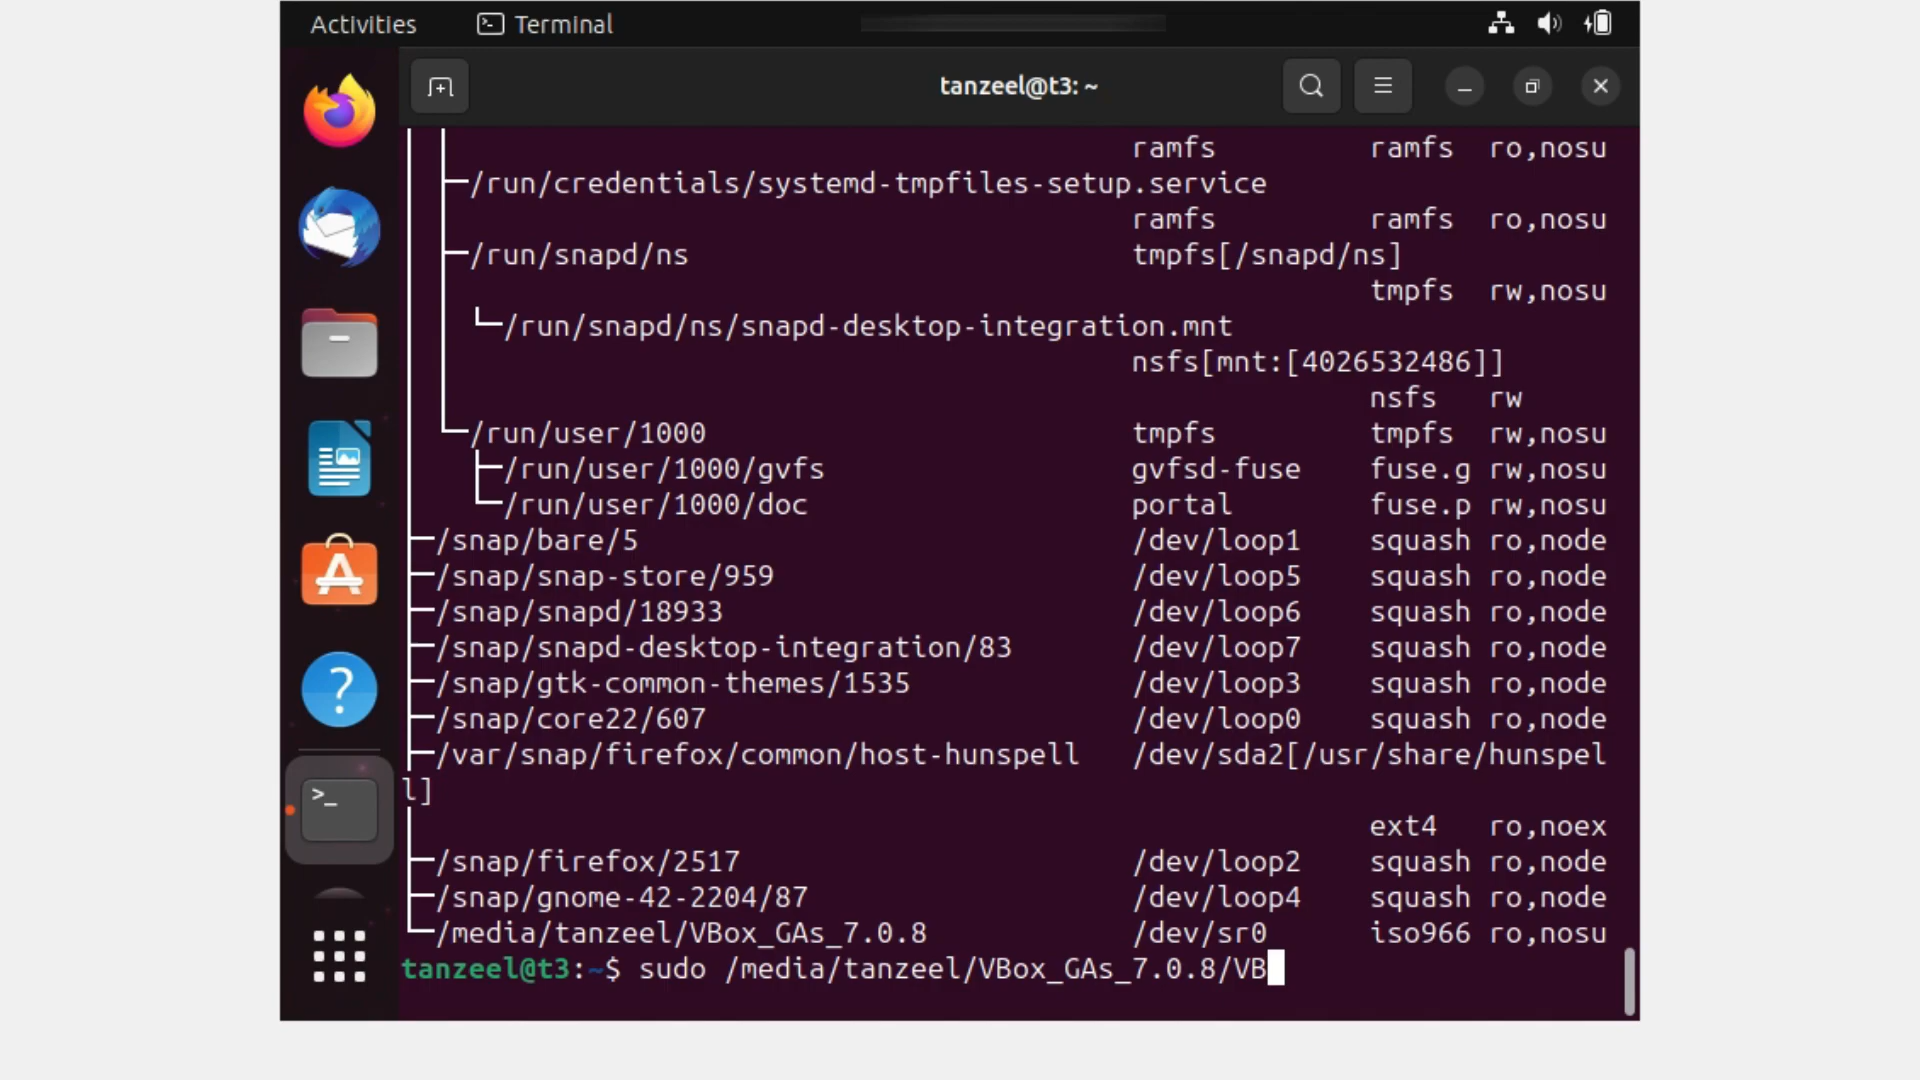 Activities Terminal
tanzeel@t3: ~
ramfs ramfs ro,nosu
├─/run/credentials/systemd-tmpfiles-setup.service
ramfs ramfs ro,nosu
├─/run/snapd/ns tmpfs[/snapd/ns]
tmpfs rw,nosu
└─/run/snapd/ns/snapd-desktop-integration.mnt
nsfs[mnt:[4026532486]]
nsfs rw
└─/run/user/1000 tmpfs tmpfs rw,nosu
├─/run/user/1000/gvfs gvfsd-fuse fuse.g rw,nosu
└─/run/user/1000/doc portal fuse.p rw,nosu
├─/snap/bare/5 /dev/loop1 squash ro,node
├─/snap/snap-store/959 /dev/loop5 squash ro,node
├─/snap/snapd/18933 /dev/loop6 squash ro,node
├─/snap/snapd-desktop-integration/83 /dev/loop7 squash ro,node
├─/snap/gtk-common-themes/1535 /dev/loop3 squash ro,node
├─/snap/core22/607 /dev/loop0 squash ro,node
├─/var/snap/firefox/common/host-hunspell /dev/sda2[/usr/share/hunspel
l]
ext4 ro,noex
├─/snap/firefox/2517 /dev/loop2 squash ro,node
├─/snap/gnome-42-2204/87 /dev/loop4 squash ro,node
└─/media/tanzeel/VBox_GAs_7.0.8 /dev/sr0 iso966 ro,nosu
tanzeel@t3:~$ sudo /media/tanzeel/VBox_GAs_7.0.8/VB